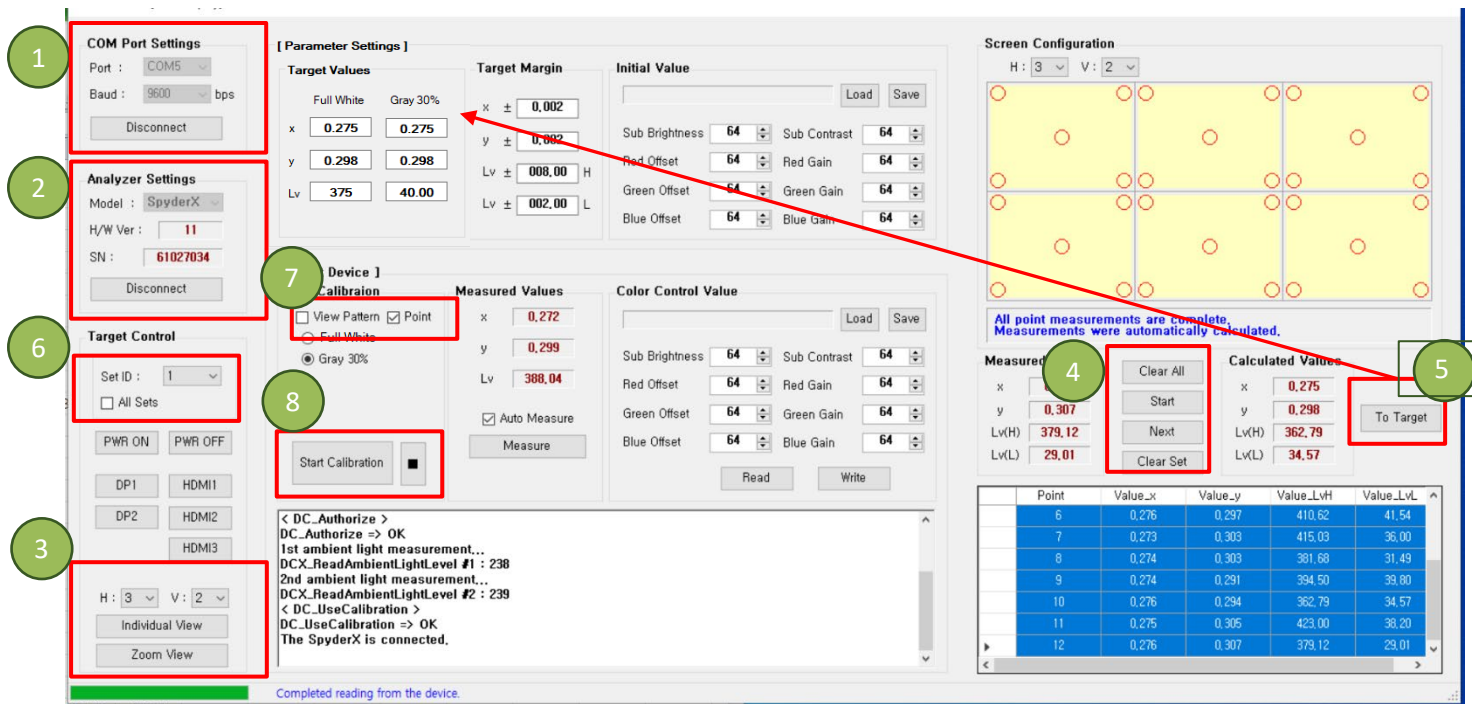 1
COM Port Settings
Port : COM5
Baud : 9600 bps
Disconnect
2
Analyzer Settings
Model : SpyderX
H/W Ver : 11
SN : 61027034
Disconnect
6
Target Control
Set ID : 1
All Sets
PWR ON PWR OFF
DP1 HDMI1
DP2 HDMI2
HDMI3
3
H : 3 V : 2
Individual View
Zoom View
[ Parameter Settings ]
Target Values
Full White Gray 30%
x 0.275 0.275
y 0.298 0.298
Lv 375 40.00
Target Margin
x ± 0,002
y ± 0,002
Lv ± 008,00 H
Lv ± 002,00 L
Initial Value
Load Save
Sub Brightness 64 Sub Contrast 64
Red Offset 64 Red Gain 64
Green Offset 64 Green Gain 64
Blue Offset 64 Blue Gain 64
7
Device ]
Calibraion
View Pattern Point
Full White
Gray 30%
8
Start Calibration ■
Measured Values
x 0,272
y 0,299
Lv 388,04
Auto Measure
Measure
Color Control Value
Load Save
Sub Brightness 64 Sub Contrast 64
Red Offset 64 Red Gain 64
Green Offset 64 Green Gain 64
Blue Offset 64 Blue Gain 64
Read Write
< DC_Authorize >
DC_Authorize => OK
1st ambient light measurement,,,
DCX_ReadAmbientLightLevel #1 : 238
2nd ambient light measurement,,,
DCX_ReadAmbientLightLevel #2 : 239
< DC_UseCalibration >
DC_UseCalibration => OK
The SpyderX is connected,
Screen Configuration
H : 3 V : 2
All point measurements are complete,
Measurements were automatically calculated,
Measured
x
y 0,307
Lv(H) 379,12
Lv(L) 29,01
4
Clear All
Start
Next
Clear Set
Calculated Values
x 0,275
y 0,298
Lv(H) 362,79
Lv(L) 34,57
5
To Target
Point Value_x Value_y Value_LvH Value_LvL
6 0,276 0,297 410,62 41,54
7 0,273 0,303 415,03 36,00
8 0,274 0,303 381,68 31,49
9 0,274 0,291 394,50 39,80
10 0,276 0,294 362,79 34,57
11 0,275 0,305 423,00 38,20
12 0,276 0,307 379,12 29,01
Completed reading from the device.